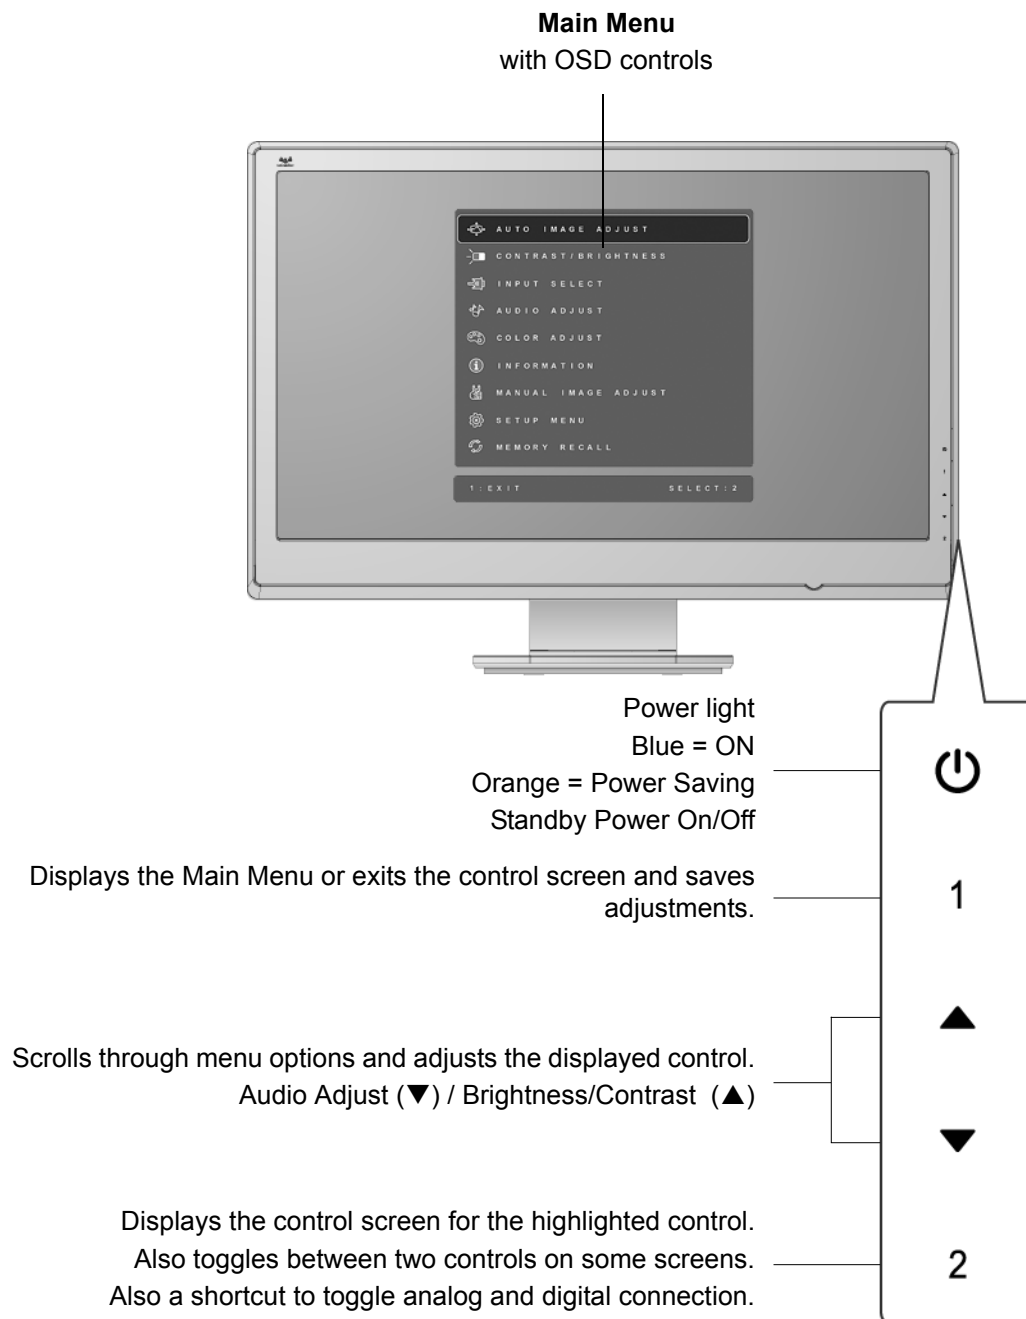 Main Menu
with OSD controls
AUTO IMAGE ADJUST
CONTRAST/BRIGHTNESS
INPUT SELECT
AUDIO ADJUST
COLOR ADJUST
INFORMATION
MANUAL IMAGE ADJUST
SETUP MENU
MEMORY RECALL
1:EXIT SELECT:2
Power light
Blue = ON
Orange = Power Saving
Standby Power On/Off
Displays the Main Menu or exits the control screen and saves
adjustments.
1
Scrolls through menu options and adjusts the displayed control.
Audio Adjust (▼) / Brightness/Contrast (▲)
Displays the control screen for the highlighted control.
Also toggles between two controls on some screens.
Also a shortcut to toggle analog and digital connection.
2